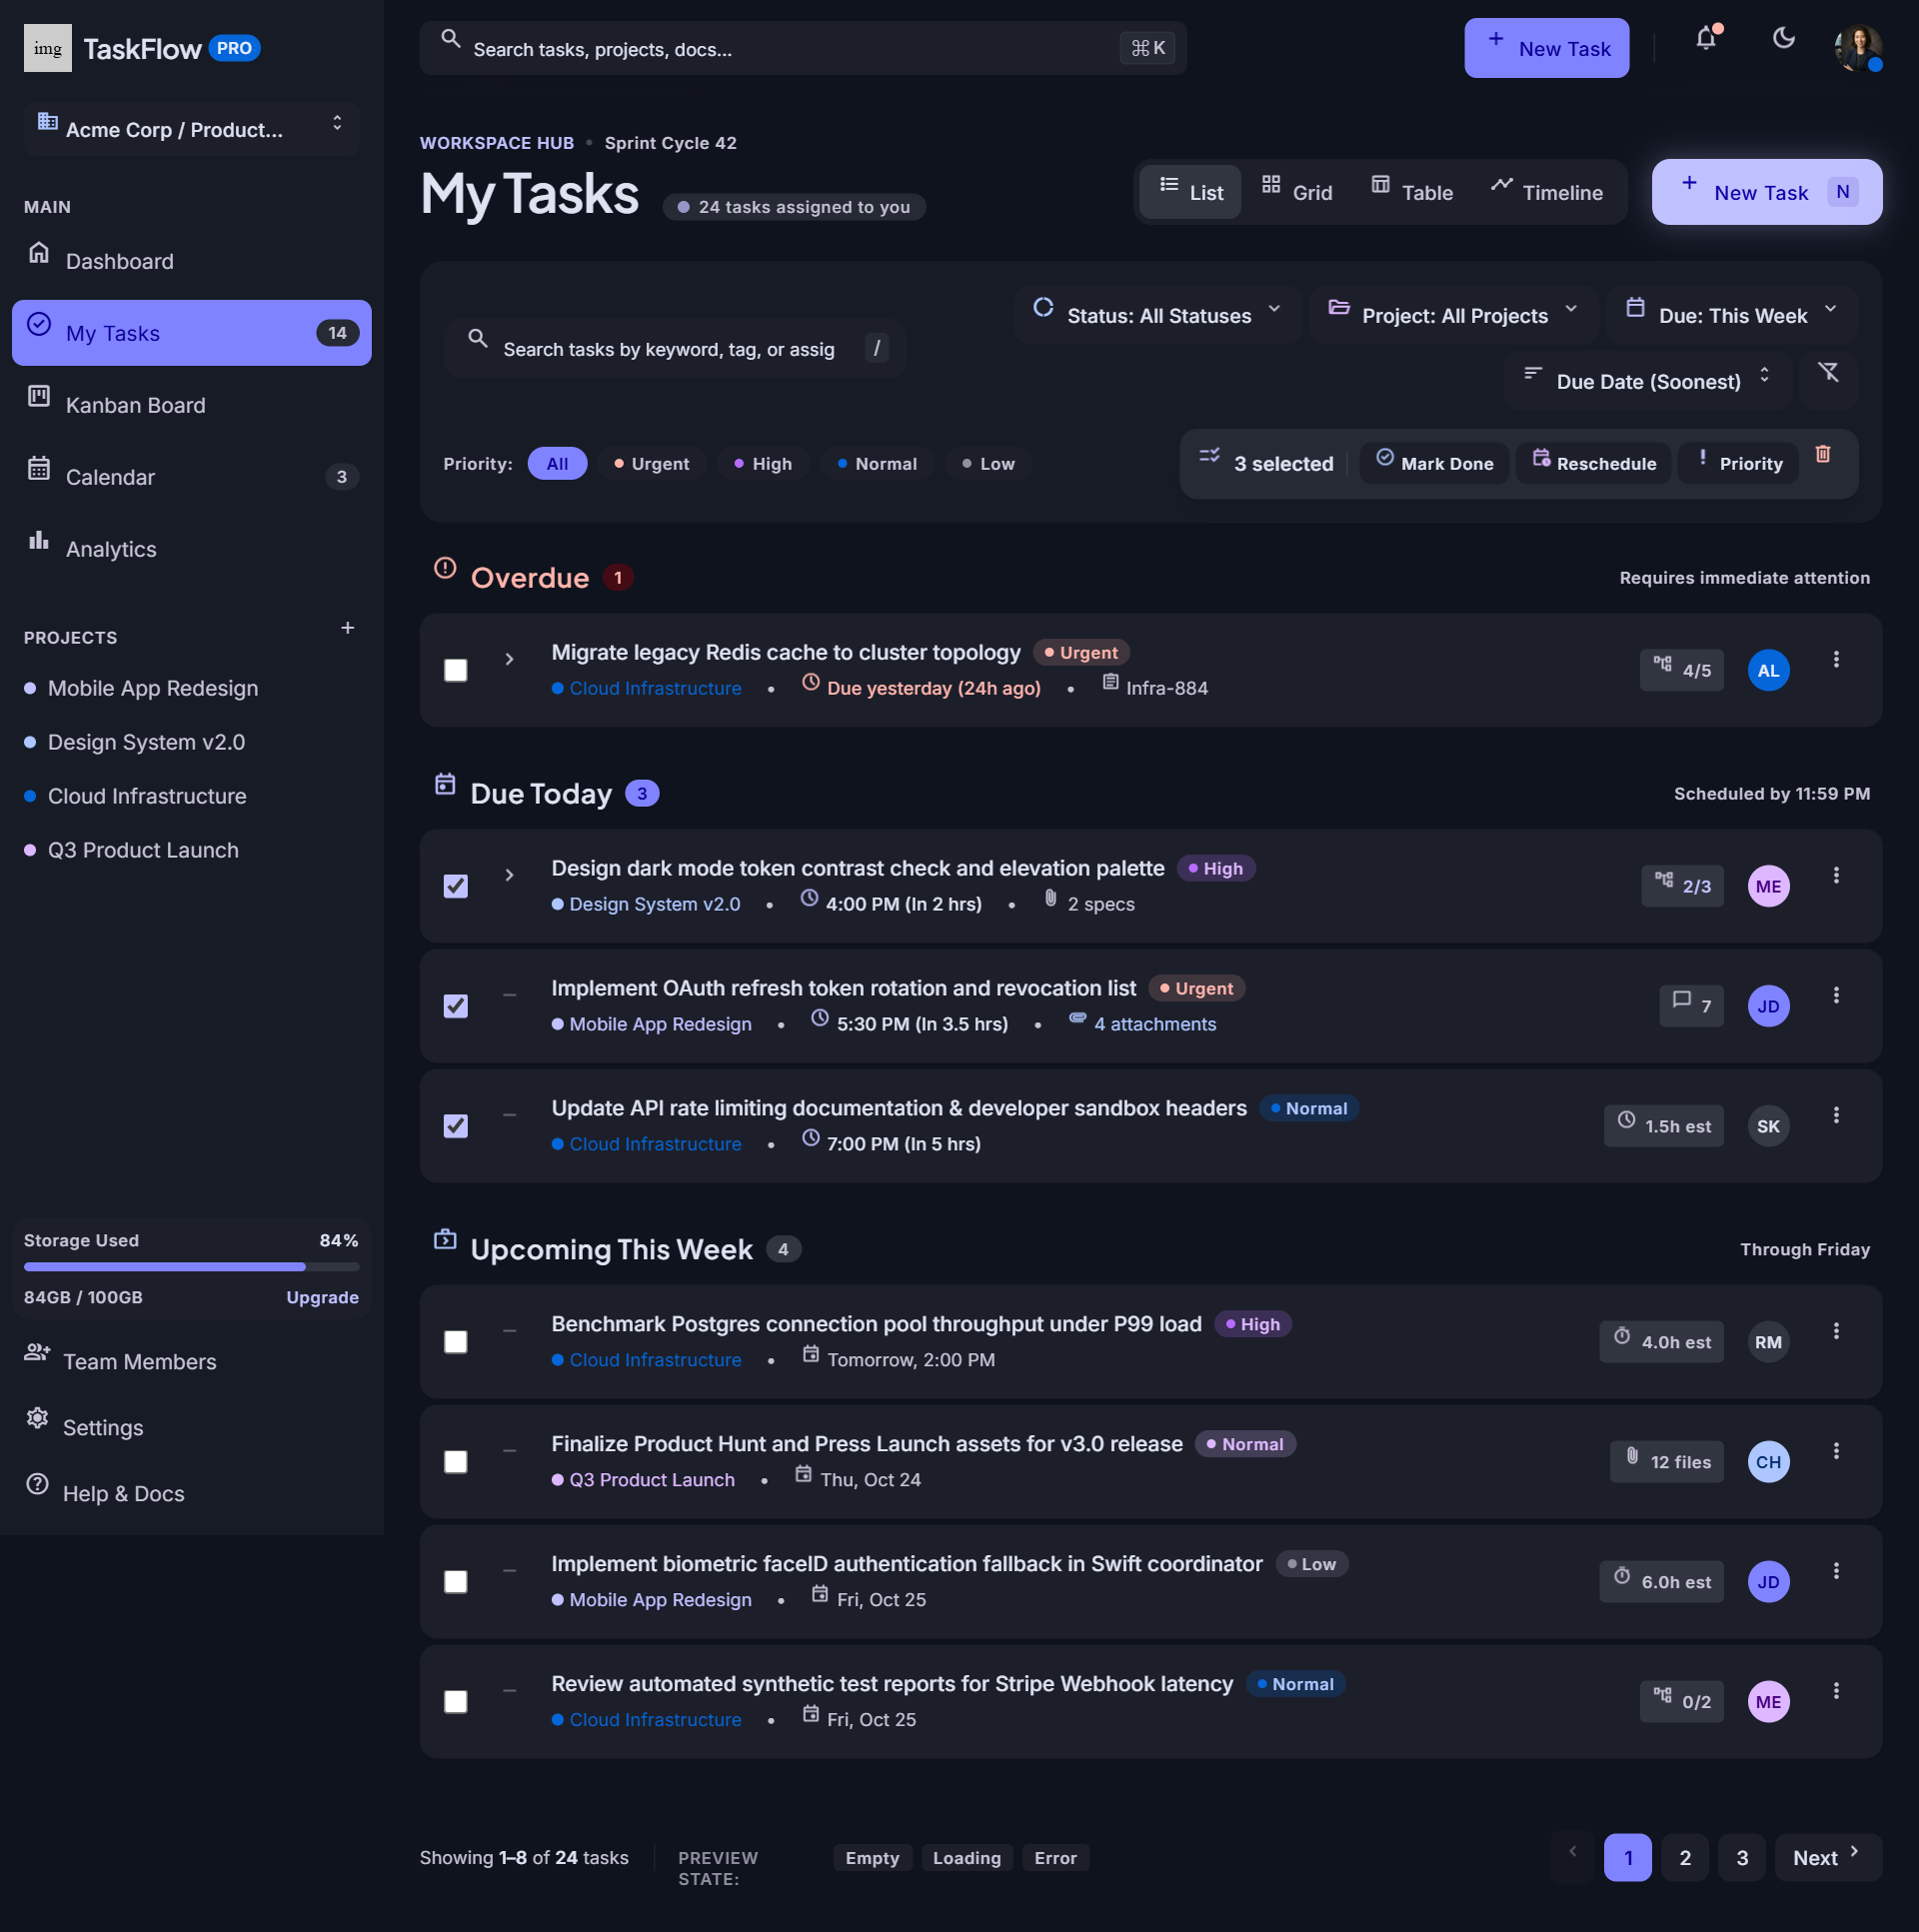 img TaskFlow PRO
Acme Corp / Product...
MAIN
Dashboard
My Tasks 14
Kanban Board
Calendar 3
Analytics
PROJECTS +
Mobile App Redesign
Design System v2.0
Cloud Infrastructure
Q3 Product Launch
Storage Used 84%
84GB / 100GB Upgrade
Team Members
Settings
Help & Docs
Search tasks, projects, docs... ⌘K
+ New Task
WORKSPACE HUB • Sprint Cycle 42
My Tasks 24 tasks assigned to you
List Grid Table Timeline
+ New Task N
Search tasks by keyword, tag, or assig /
Status: All Statuses Project: All Projects Due: This Week
Due Date (Soonest)
Priority: All Urgent High Normal Low
3 selected Mark Done Reschedule Priority
Overdue 1 Requires immediate attention
Migrate legacy Redis cache to cluster topology Urgent
Cloud Infrastructure • Due yesterday (24h ago) • Infra-884
4/5 AL
Due Today 3 Scheduled by 11:59 PM
Design dark mode token contrast check and elevation palette High
Design System v2.0 • 4:00 PM (In 2 hrs) • 2 specs
2/3 ME
Implement OAuth refresh token rotation and revocation list Urgent
Mobile App Redesign • 5:30 PM (In 3.5 hrs) • 4 attachments
7 JD
Update API rate limiting documentation & developer sandbox headers Normal
Cloud Infrastructure • 7:00 PM (In 5 hrs)
1.5h est SK
Upcoming This Week 4 Through Friday
Benchmark Postgres connection pool throughput under P99 load High
Cloud Infrastructure • Tomorrow, 2:00 PM
4.0h est RM
Finalize Product Hunt and Press Launch assets for v3.0 release Normal
Q3 Product Launch • Thu, Oct 24
12 files CH
Implement biometric faceID authentication fallback in Swift coordinator Low
Mobile App Redesign • Fri, Oct 25
6.0h est JD
Review automated synthetic test reports for Stripe Webhook latency Normal
Cloud Infrastructure • Fri, Oct 25
0/2 ME
Showing 1–8 of 24 tasks
PREVIEW
STATE:
Empty Loading Error
1 2 3 Next